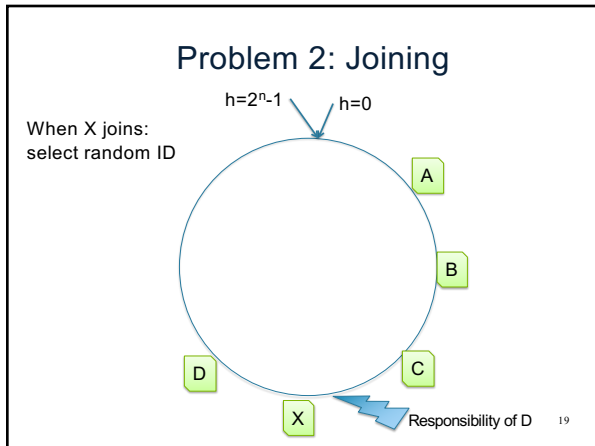 Problem 2: Joining
h=2ⁿ-1
h=0
When X joins:
select random ID
A
B
C
D
X
Responsibility of D
19